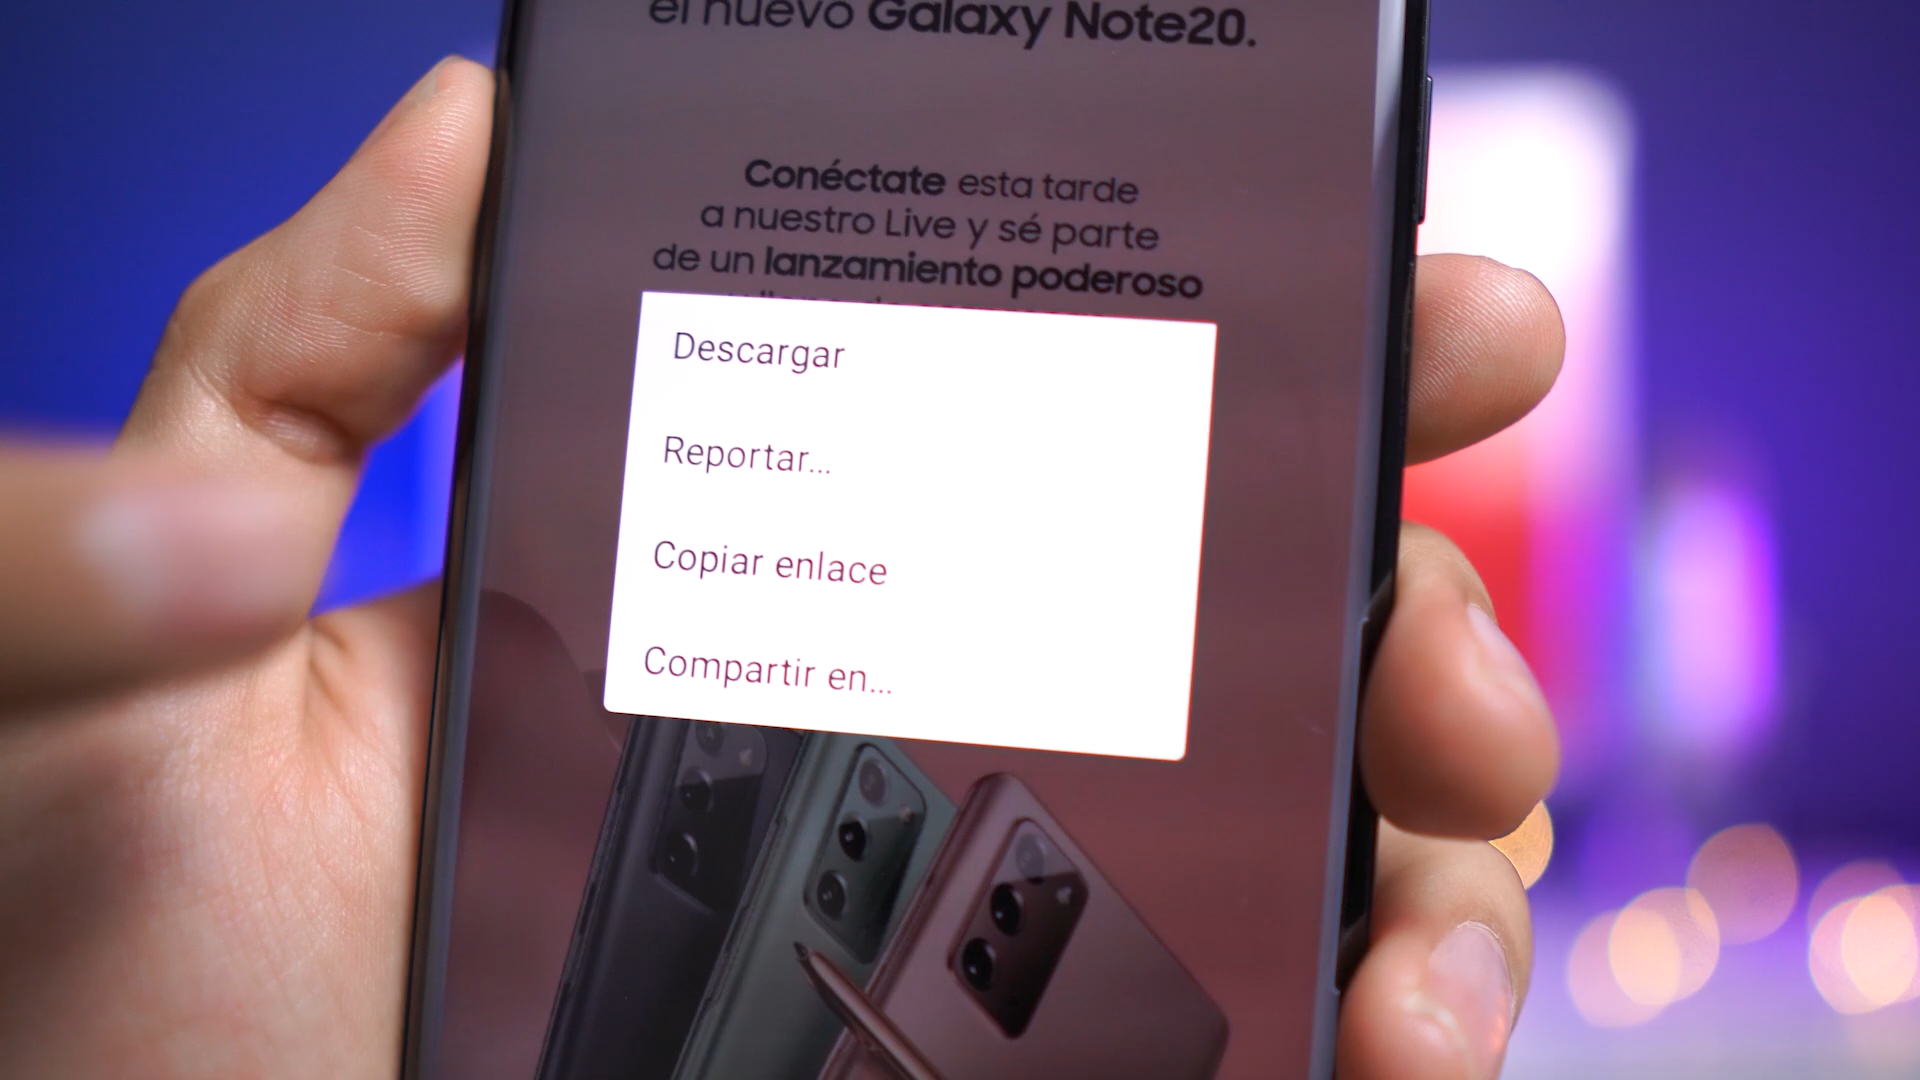 el nuevo Galaxy Note20.
Conéctate esta tarde
a nuestro Live y sé parte
de un lanzamiento poderoso
Descargar
Reportar...
Copiar enlace
Compartir en...